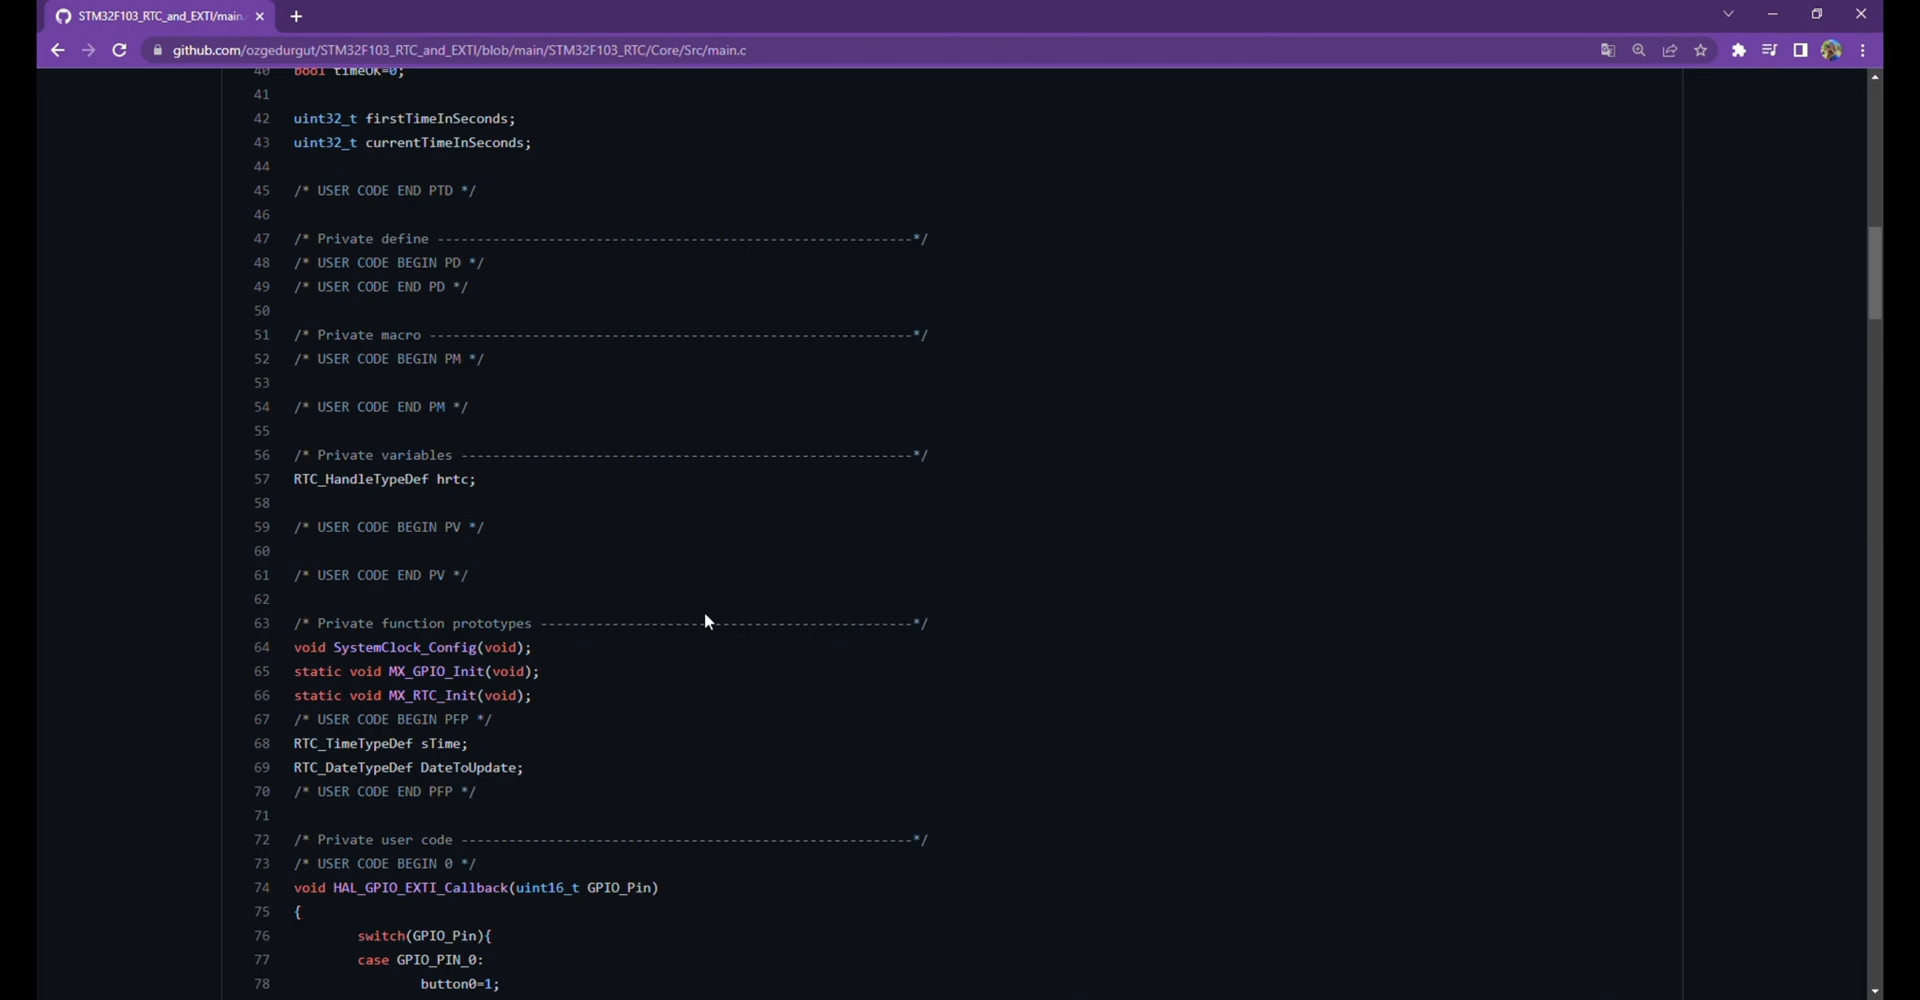 STM32F103_RTC_and_EXTI/main.
github.com/ozgedurgut/STM32F103_RTC_and_EXTI/blob/main/STM32F103_RTC/Core/Src/main.c
40 bool timeOK=0;
41
42 uint32_t firstTimeInSeconds;
43 uint32_t currentTimeInSeconds;
44
45 /* USER CODE END PTD */
46
47 /* Private define ------------------------------------------------------------*/
48 /* USER CODE BEGIN PD */
49 /* USER CODE END PD */
50
51 /* Private macro -------------------------------------------------------------*/
52 /* USER CODE BEGIN PM */
53
54 /* USER CODE END PM */
55
56 /* Private variables ---------------------------------------------------------*/
57 RTC_HandleTypeDef hrtc;
58
59 /* USER CODE BEGIN PV */
60
61 /* USER CODE END PV */
62
63 /* Private function prototypes -----------------------------------------------*/
64 void SystemClock_Config(void);
65 static void MX_GPIO_Init(void);
66 static void MX_RTC_Init(void);
67 /* USER CODE BEGIN PFP */
68 RTC_TimeTypeDef sTime;
69 RTC_DateTypeDef DateToUpdate;
70 /* USER CODE END PFP */
71
72 /* Private user code ---------------------------------------------------------*/
73 /* USER CODE BEGIN 0 */
74 void HAL_GPIO_EXTI_Callback(uint16_t GPIO_Pin)
75 {
76 switch(GPIO_Pin){
77 case GPIO_PIN_0:
78 button0=1;